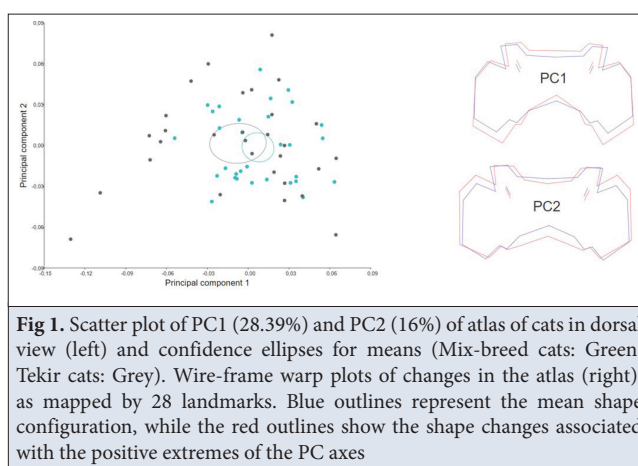 0.09
0.06
0.03
0.00
-0.03
-0.06
-0.09
Principal component 2
-0.15
-0.12
-0.09
-0.06
-0.03
0.00
0.03
0.06
0.09
Principal component 1
PC1
PC2
Fig 1. Scatter plot of PC1 (28.39%) and PC2 (16%) of atlas of cats in dorsal
view (left) and confidence ellipses for means (Mix-breed cats: Green
Tekir cats: Grey). Wire-frame warp plots of changes in the atlas (right)
as mapped by 28 landmarks. Blue outlines represent the mean shape
configuration, while the red outlines show the shape changes associated
with the positive extremes of the PC axes